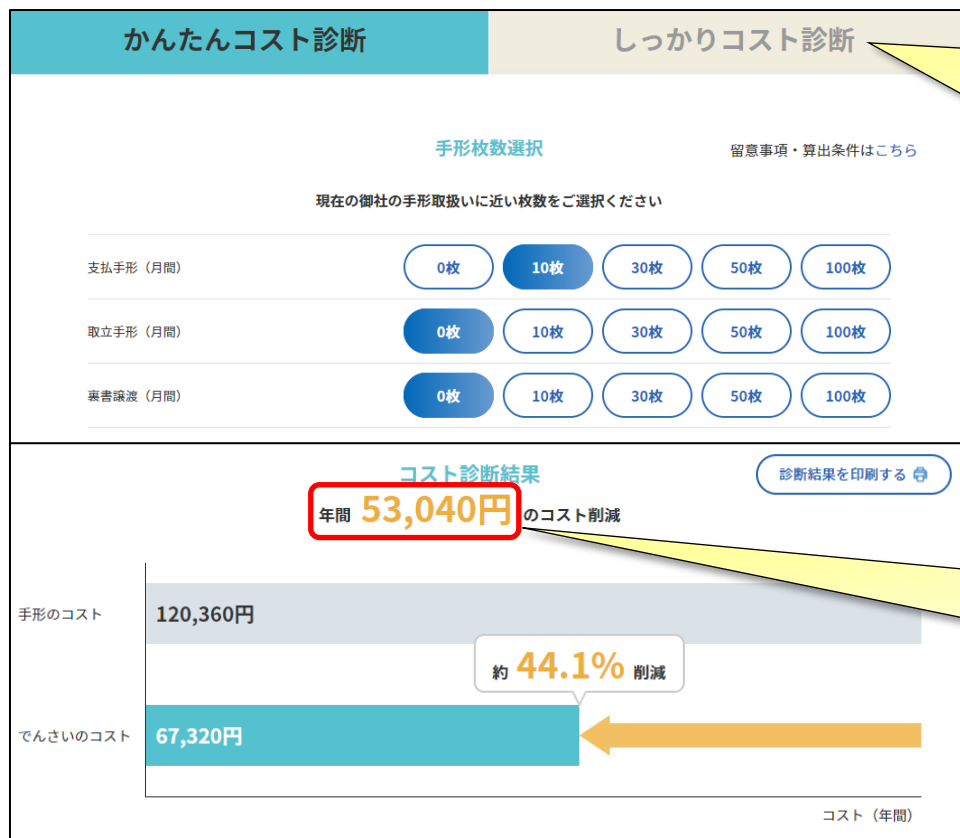 かんたんコスト診断
しっかりコスト診断
手形枚数選択
留意事項・算出条件はこちら
現在の御社の手形取扱いに近い枚数をご選択ください
支払手形（月間） 0枚 10枚 30枚 50枚 100枚
取立手形（月間） 0枚 10枚 30枚 50枚 100枚
裏書譲渡（月間） 0枚 10枚 30枚 50枚 100枚
コスト診断結果
診断結果を印刷する
年間 53,040円 のコスト削減
手形のコスト 120,360円
約 44.1% 削減
でんさいのコスト 67,320円
コスト（年間）